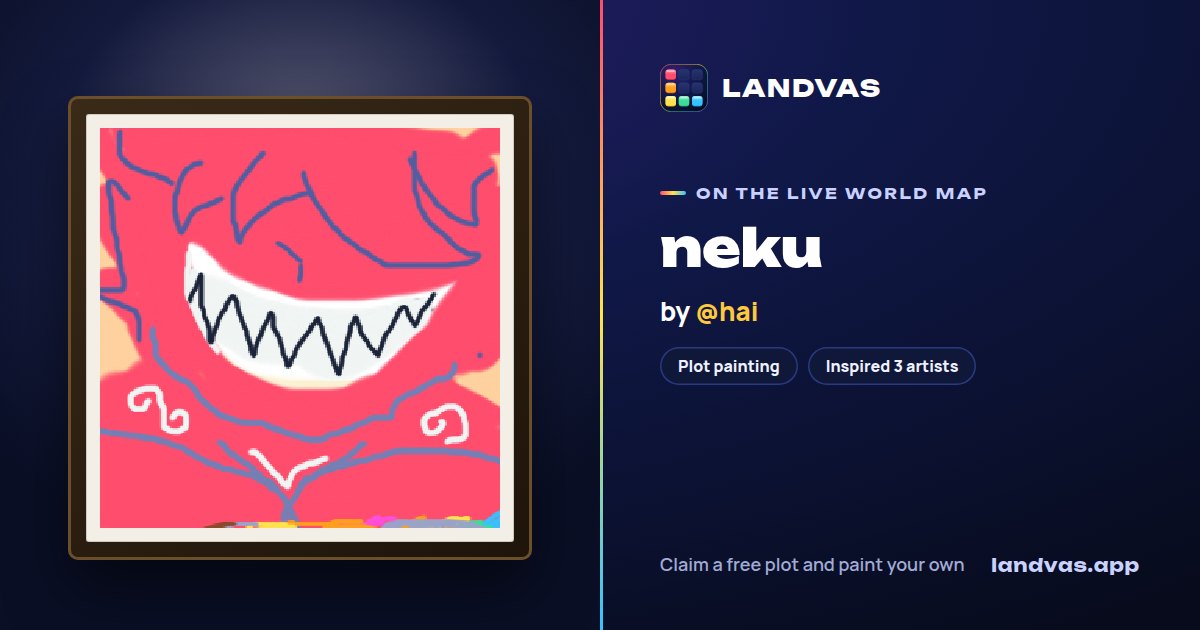 LANDVAS
ON THE LIVE WORLD MAP
neku
by @hai
Plot painting
Inspired 3 artists
Claim a free plot and paint your own
landvas.app